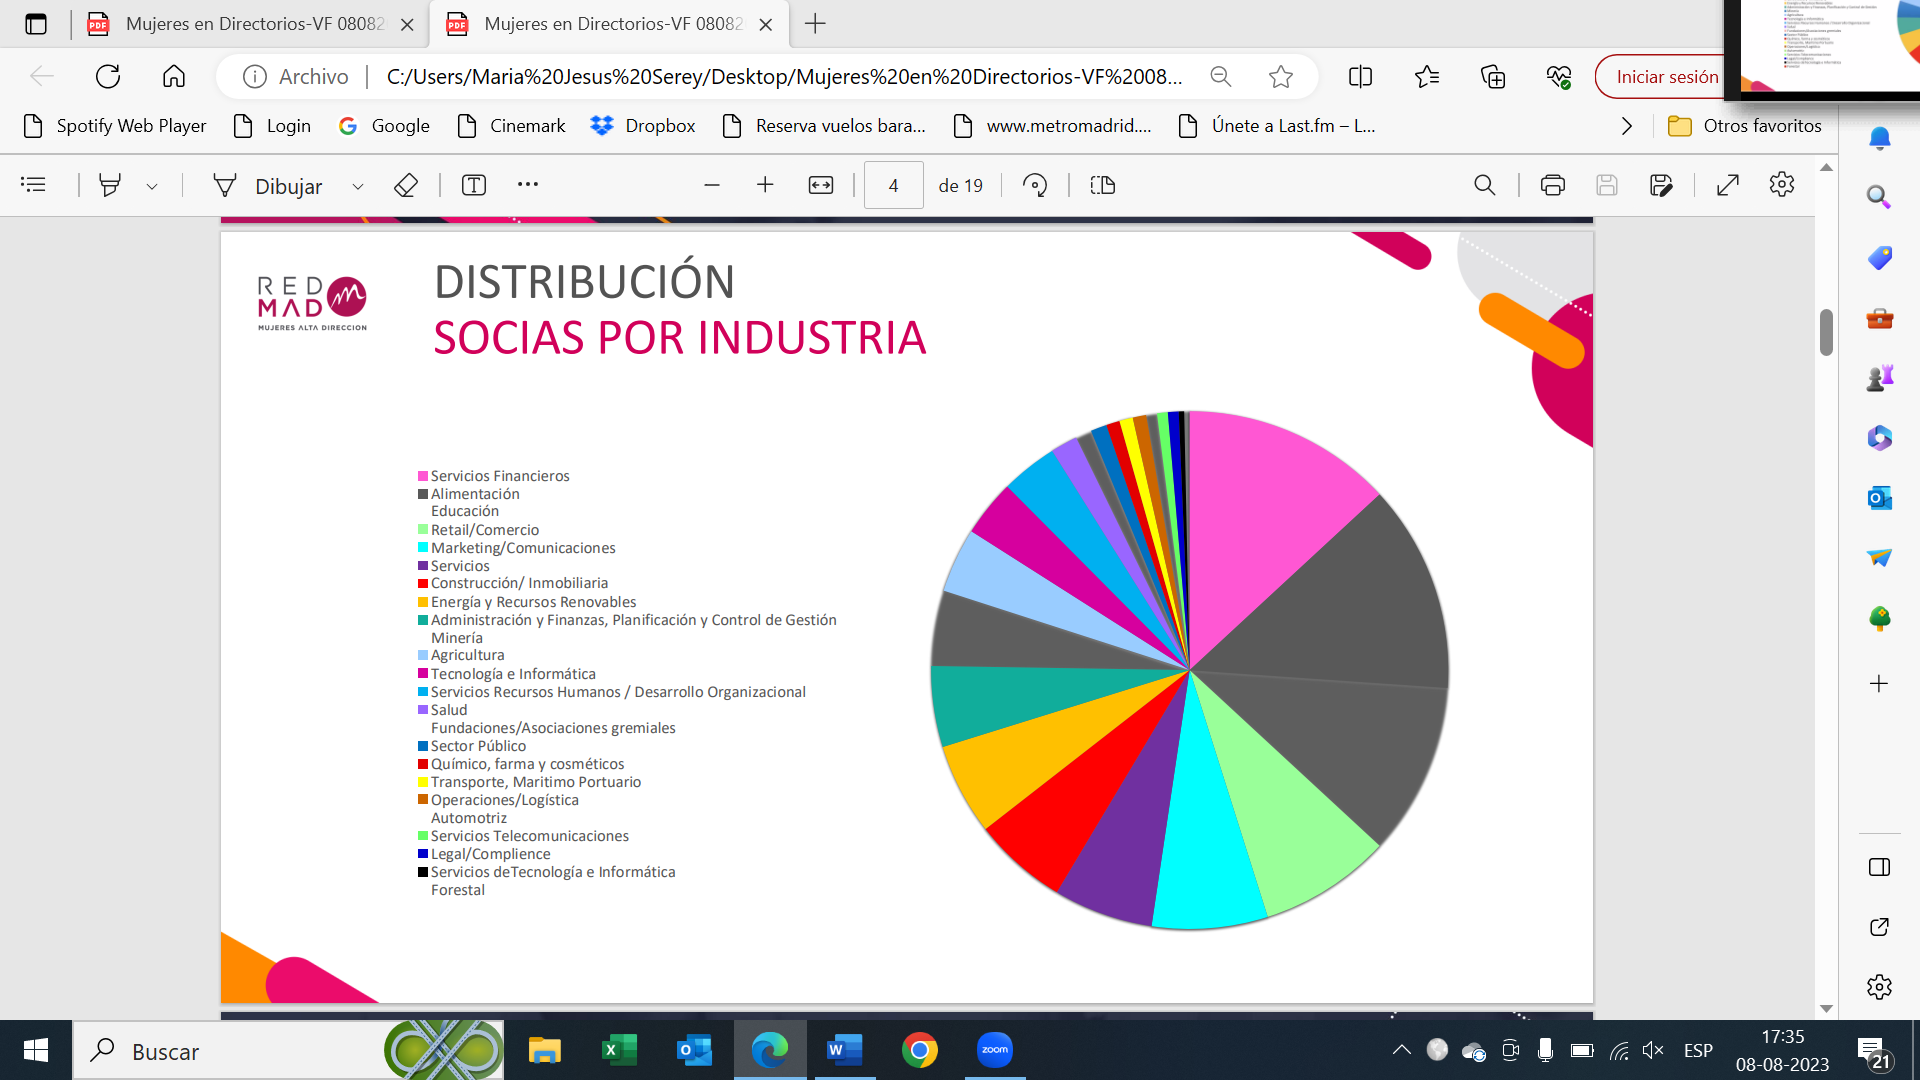 Mujeres en Directorios-VF 08082
Mujeres en Directorios-VF 08082
Archivo
C:/Users/Maria%20Jesus%20Serey/Desktop/Mujeres%20en%20Directorios-VF%2008...
Iniciar sesión
Spotify Web Player
Login
Google
Cinemark
Dropbox
Reserva vuelos bara...
www.metromadrid....
Únete a Last.fm – L...
Otros favoritos
Dibujar
4
de 19
RED
MAD
MUJERES ALTA DIRECCION
DISTRIBUCIÓN
SOCIAS POR INDUSTRIA
Servicios Financieros
Alimentación
Educación
Retail/Comercio
Marketing/Comunicaciones
Servicios
Construcción/ Inmobiliaria
Energía y Recursos Renovables
Administración y Finanzas, Planificación y Control de Gestión
Minería
Agricultura
Tecnología e Informática
Servicios Recursos Humanos / Desarrollo Organizacional
Salud
Fundaciones/Asociaciones gremiales
Sector Público
Químico, farma y cosméticos
Transporte, Maritimo Portuario
Operaciones/Logística
Automotriz
Servicios Telecomunicaciones
Legal/Complience
Servicios deTecnología e Informática
Forestal
Buscar
zoom
ESP
17:35
08-08-2023
21